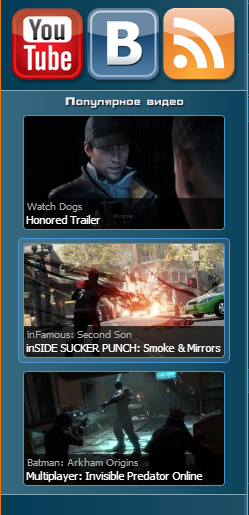 You
Tube
B
Популярное видео
Watch Dogs
Honored Trailer
inFamous: Second Son
inSIDE SUCKER PUNCH: Smoke & Mirrors
Batman: Arkham Origins
Multiplayer: Invisible Predator Online